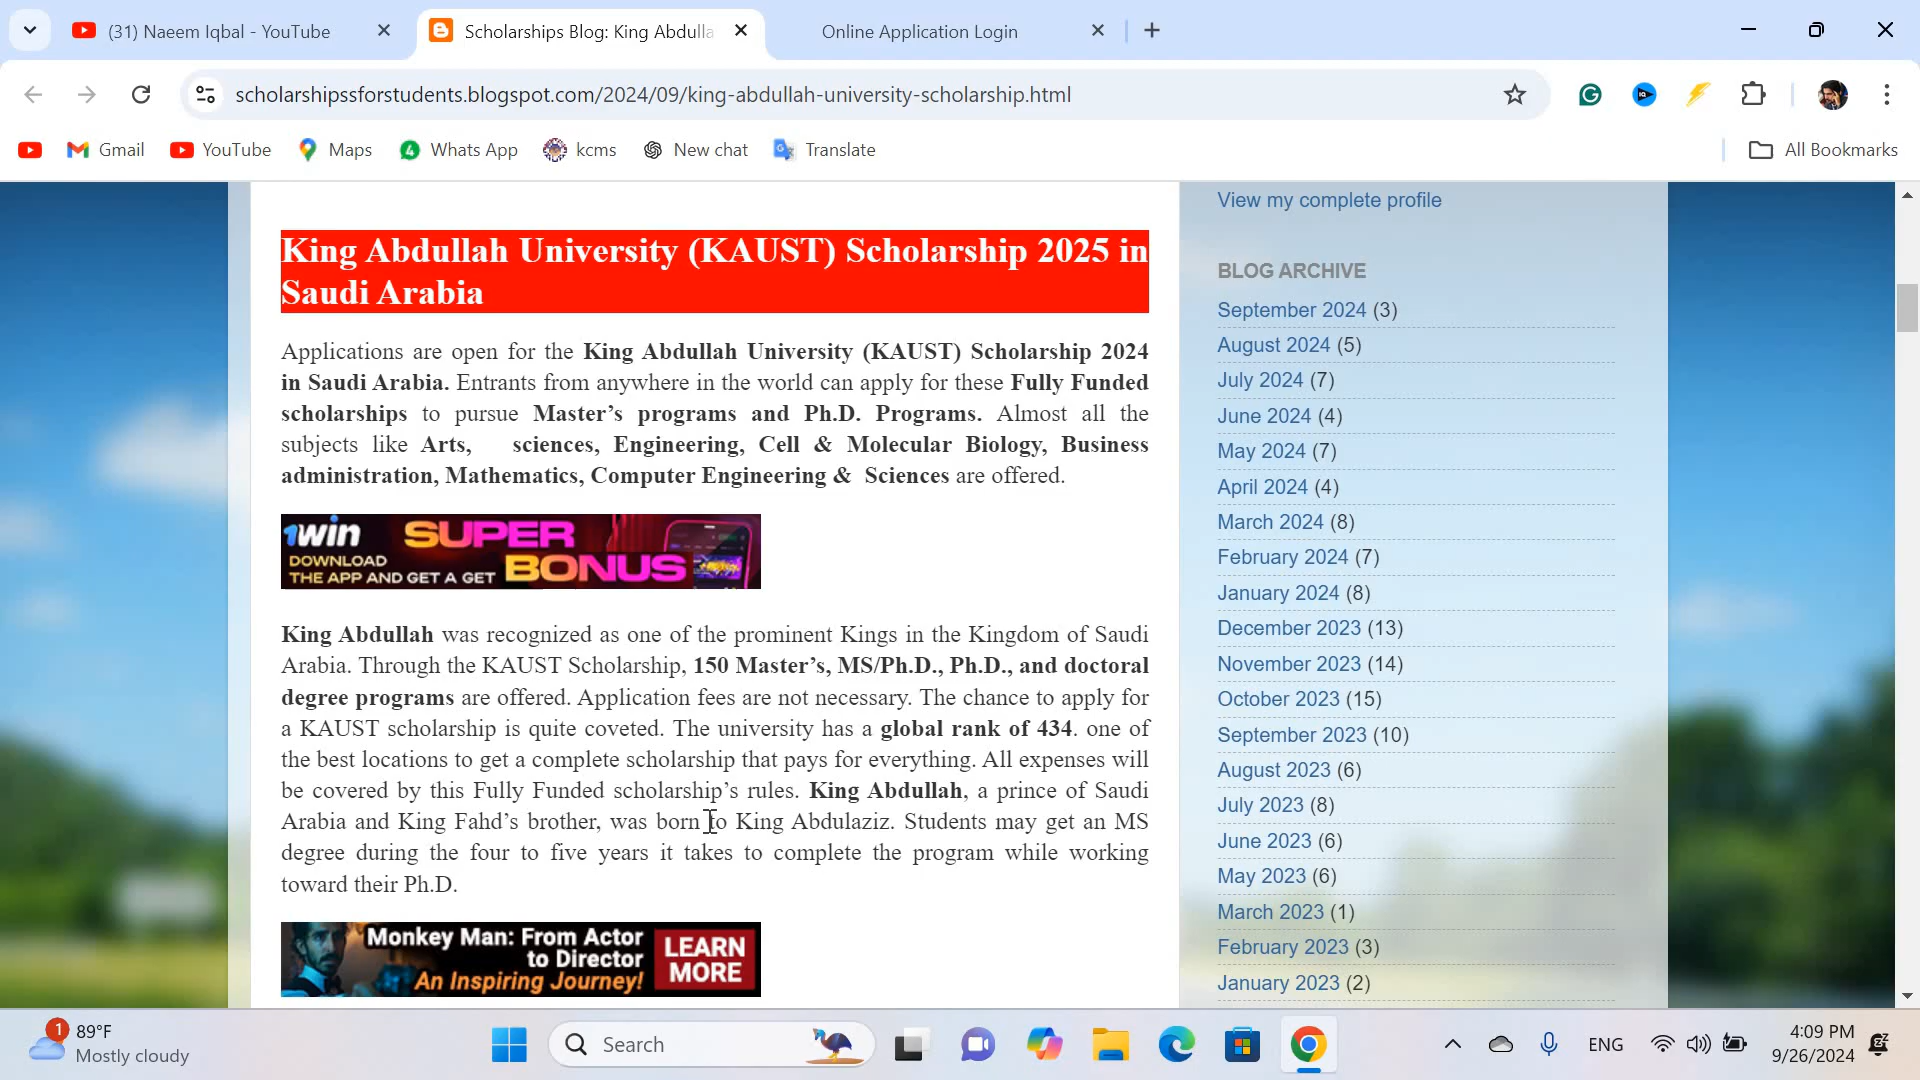 (31) Naeem Iqbal - YouTube
Scholarships Blog: King Abdulla
Online Application Login
scholarshipssforstudents.blogspot.com/2024/09/king-abdullah-university-scholarship.html
Gmail
YouTube
Maps
4
Whats App
kcms
New chat
Translate
All Bookmarks
King Abdullah University (KAUST) Scholarship 2025 in
Saudi Arabia
Applications are open for the King Abdullah University (KAUST) Scholarship 2024
in Saudi Arabia. Entrants from anywhere in the world can apply for these Fully Funded
scholarships to pursue Master’s programs and Ph.D. Programs. Almost all the
subjects like Arts, sciences, Engineering, Cell & Molecular Biology, Business
administration, Mathematics, Computer Engineering & Sciences are offered.
1win
SUPER
BONUS
DOWNLOAD
THE APP AND GET A GET
King Abdullah was recognized as one of the prominent Kings in the Kingdom of Saudi
Arabia. Through the KAUST Scholarship, 150 Master’s, MS/Ph.D., Ph.D., and doctoral
degree programs are offered. Application fees are not necessary. The chance to apply for
a KAUST scholarship is quite coveted. The university has a global rank of 434. one of
the best locations to get a complete scholarship that pays for everything. All expenses will
be covered by this Fully Funded scholarship’s rules. King Abdullah, a prince of Saudi
Arabia and King Fahd’s brother, was born to King Abdulaziz. Students may get an MS
degree during the four to five years it takes to complete the program while working
toward their Ph.D.
Monkey Man: From Actor
to Director
An Inspiring Journey!
LEARN
MORE
View my complete profile
BLOG ARCHIVE
September 2024 (3)
August 2024 (5)
July 2024 (7)
June 2024 (4)
May 2024 (7)
April 2024 (4)
March 2024 (8)
February 2024 (7)
January 2024 (8)
December 2023 (13)
November 2023 (14)
October 2023 (15)
September 2023 (10)
August 2023 (6)
July 2023 (8)
June 2023 (6)
May 2023 (6)
March 2023 (1)
February 2023 (3)
January 2023 (2)
1
89°F
Mostly cloudy
Search
ENG
4:09 PM
9/26/2024